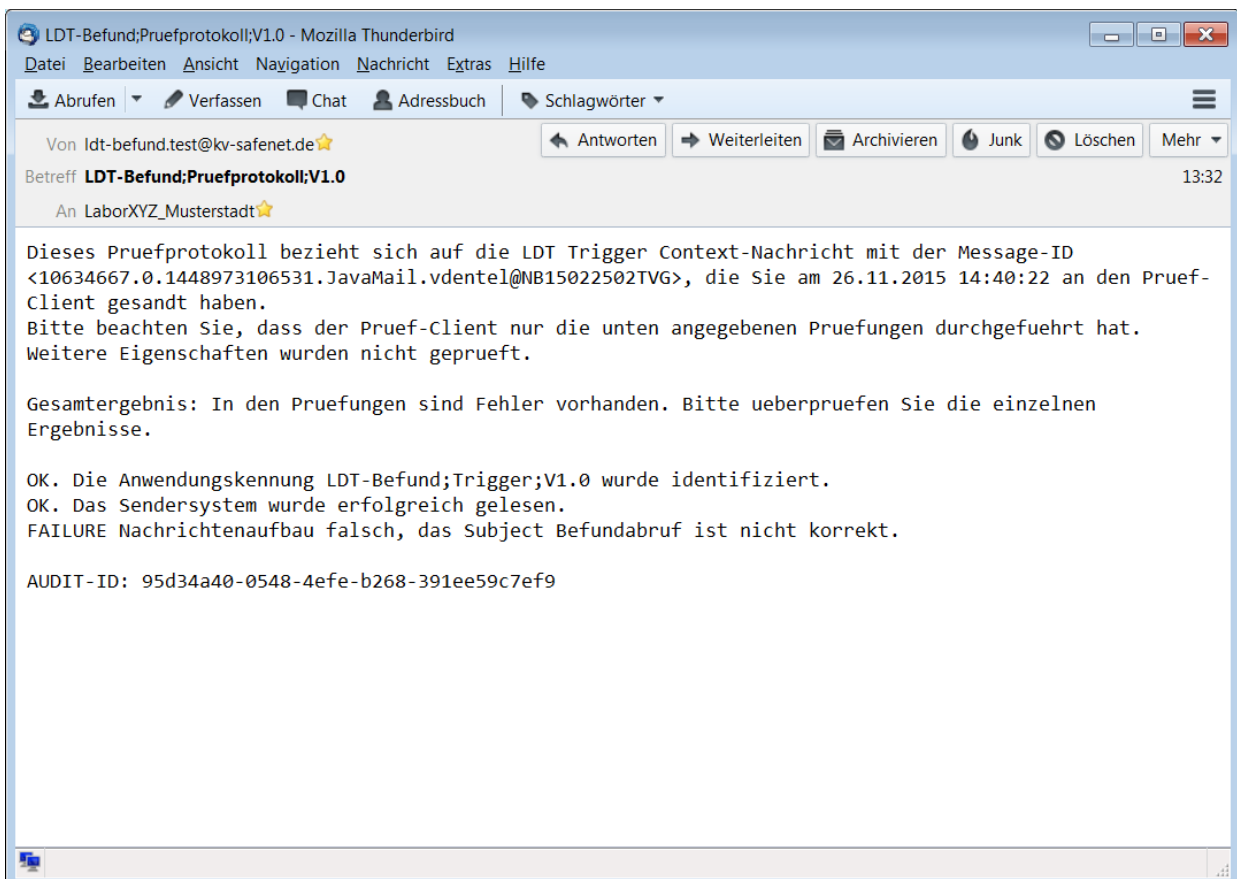 LDT-Befund;Pruefprotokoll;V1.0 - Mozilla Thunderbird
Datei Bearbeiten Ansicht Navigation Nachricht Extras Hilfe
Abrufen Verfassen Chat Adressbuch Schlagwörter
Von ldt-befund.test@kv-safenet.de Antworten Weiterleiten Archivieren Junk Löschen Mehr
Betreff LDT-Befund;Pruefprotokoll;V1.0 13:32
An LaborXYZ_Musterstadt
Dieses Pruefprotokoll bezieht sich auf die LDT Trigger Context-Nachricht mit der Message-ID
<10634667.0.1448973106531.JavaMail.vdentel@NB15022502TVG>, die Sie am 26.11.2015 14:40:22 an den Pruef-
Client gesandt haben.
Bitte beachten Sie, dass der Pruef-Client nur die unten angegebenen Pruefungen durchgefuehrt hat.
Weitere Eigenschaften wurden nicht geprueft.
Gesamtergebnis: In den Pruefungen sind Fehler vorhanden. Bitte ueberpruefen Sie die einzelnen
Ergebnisse.
OK. Die Anwendungskennung LDT-Befund;Trigger;V1.0 wurde identifiziert.
OK. Das Sendersystem wurde erfolgreich gelesen.
FAILURE Nachrichtenaufbau falsch, das Subject Befundabruf ist nicht korrekt.
AUDIT-ID: 95d34a40-0548-4efe-b268-391ee59c7ef9